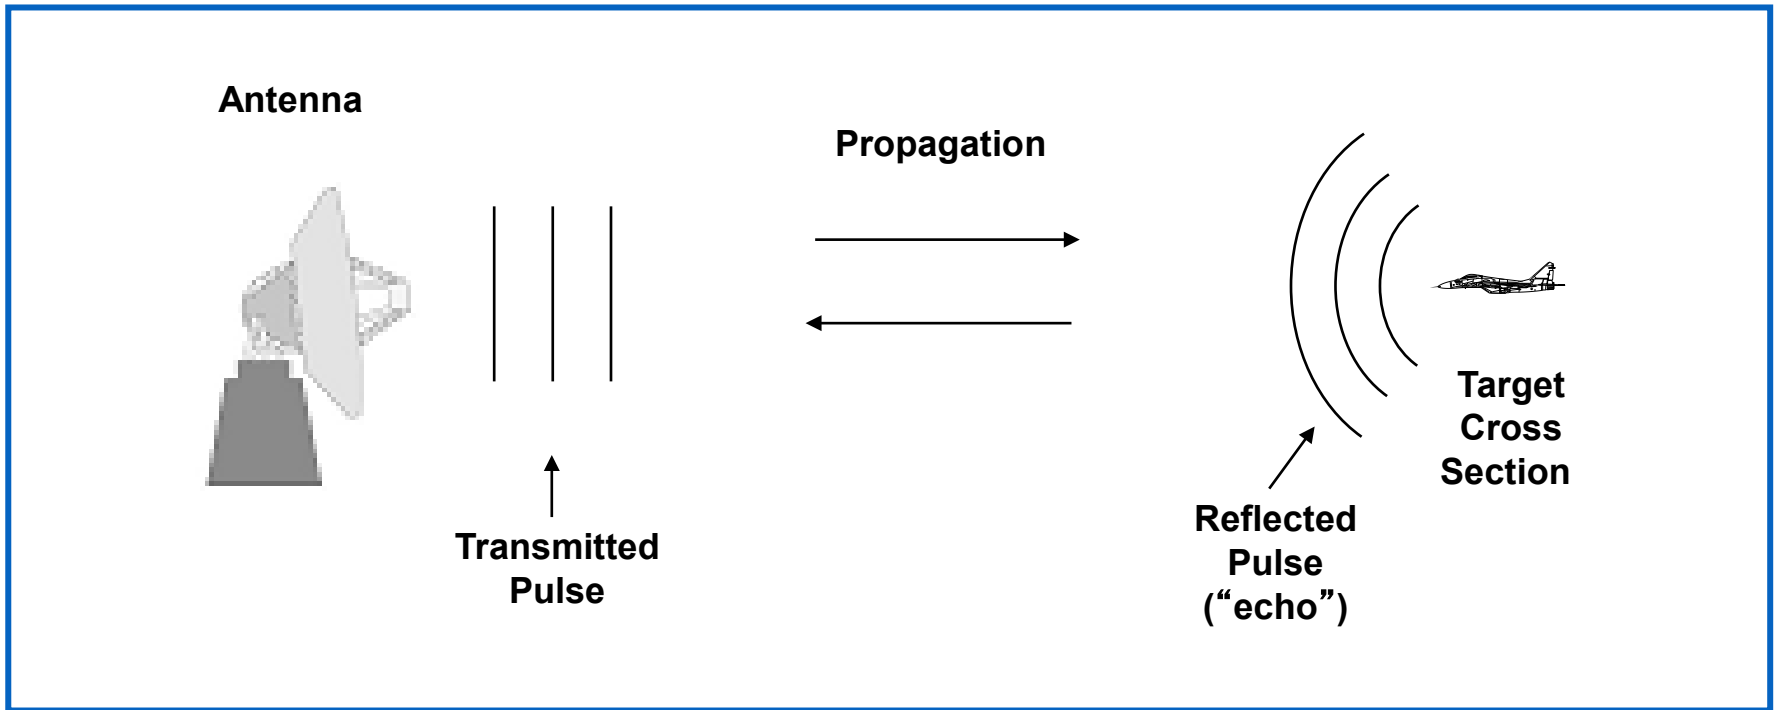 Antenna
Propagation
Target
Cross
Section
Transmitted
Pulse
Reflected
Pulse
(“echo”)